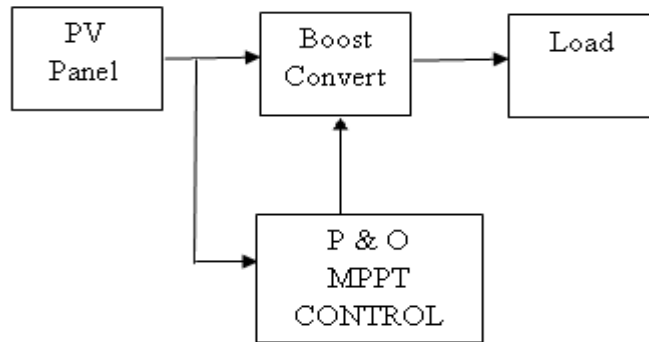 PV
Panel
Boost
Convert
Load
P & O
MPPT
CONTROL